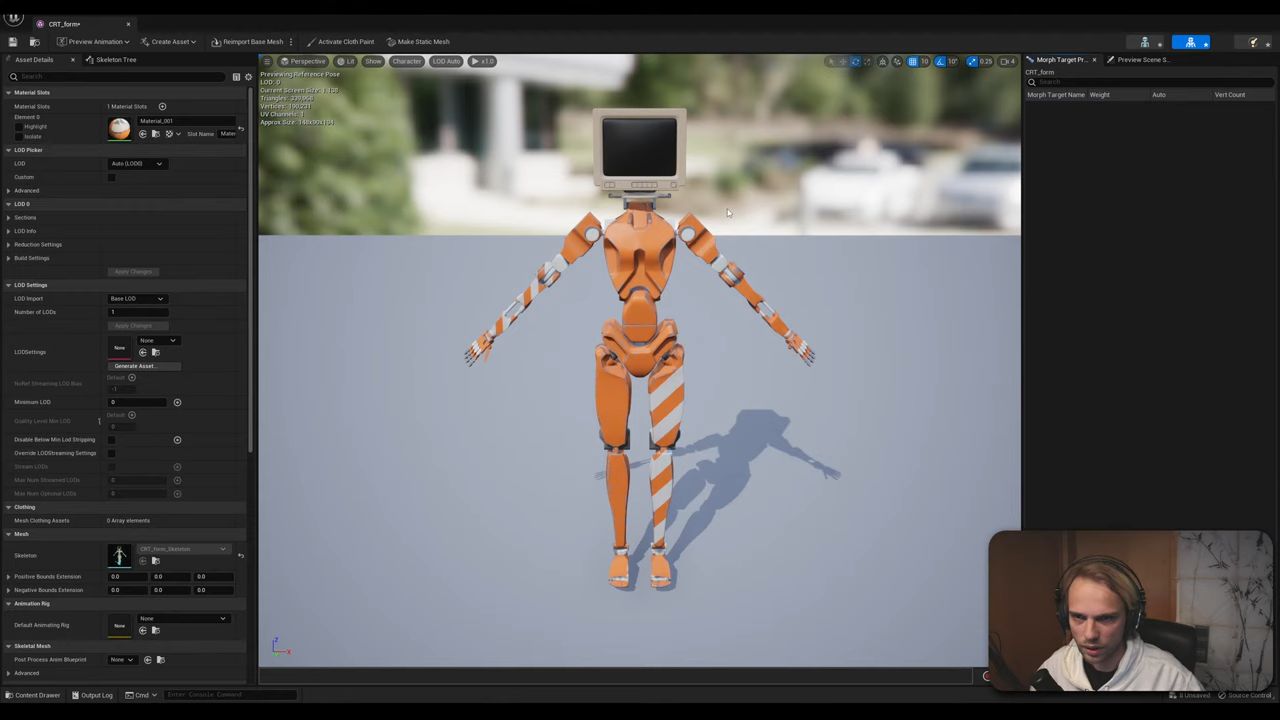 CRT_form*
Preview Animation
Create Asset
Reimport Base Mesh
Activate Cloth Paint
Make Static Mesh
Asset Details
Skeleton Tree
Search
Material Slots
Material Slots 1 Material Slots
Element 0
Highlight
Isolate
Material_001
Slot Name Mater
LOD Picker
LOD Auto (LOD0)
Custom
Advanced
LOD 0
Sections
LOD Info
Reduction Settings
Build Settings
Apply Changes
LOD Settings
LOD Import Base LOD
Number of LODs 1
Apply Changes
LODSettings None None
Generate Asset...
Default
NoRef Streaming LOD Bias -1
Minimum LOD 0
Default
Quality Level Min LOD 0
Disable Below Min Lod Stripping
Override LODStreaming Settings
Stream LODs
Max Num Streamed LODs 0
Max Num Optional LODs 0
Clothing
Mesh Clothing Assets 0 Array elements
Mesh
Skeleton CRT_form_Skeleton
Positive Bounds Extension 0.0 0.0 0.0
Negative Bounds Extension 0.0 0.0 0.0
Animation Rig
Default Animating Rig None None
Skeletal Mesh
Post Process Anim Blueprint None
Advanced
Perspective Lit Show Character LOD Auto x1.0
10 10° 0.25 4
Previewing Reference Pose
LOD: 0
Current Screen Size: 1.138
UV Channels: 1
Approx Size: 148x90x194
Z
X
Morph Target Pr...
Preview Scene S...
CRT_form
Search
Morph Target Name Weight Auto Vert Count
Content Drawer
Output Log
Cmd
Enter Console Command
8 Unsaved
Source Control